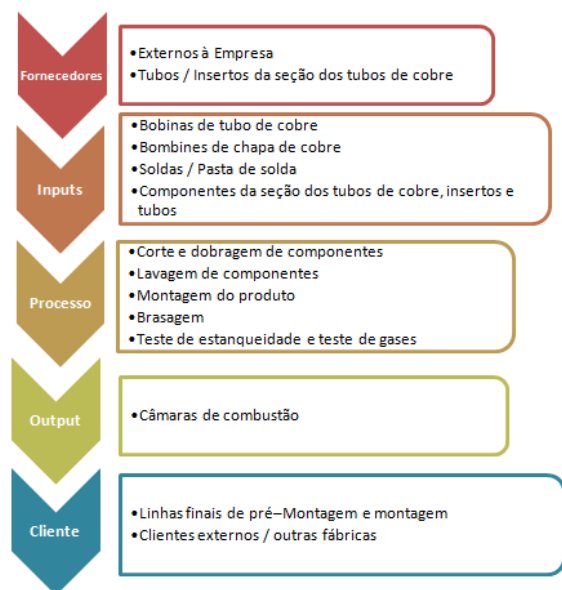 Fornecedores
•Externos à Empresa
•Tubos / Insertos da seção dos tubos de cobre
Inputs
•Bobinas de tubo de cobre
•Bombines de chapa de cobre
•Soldas / Pasta de solda
•Componentes da seção dos tubos de cobre, insertos e
tubos
Processo
•Corte e dobragem de componentes
•Lavagem de componentes
•Montagem do produto
•Brasagem
•Teste de estanqueidade e teste de gases
Output
•Câmaras de combustão
Cliente
•Linhas finais de pré–Montagem e montagem
•Clientes externos / outras fábricas